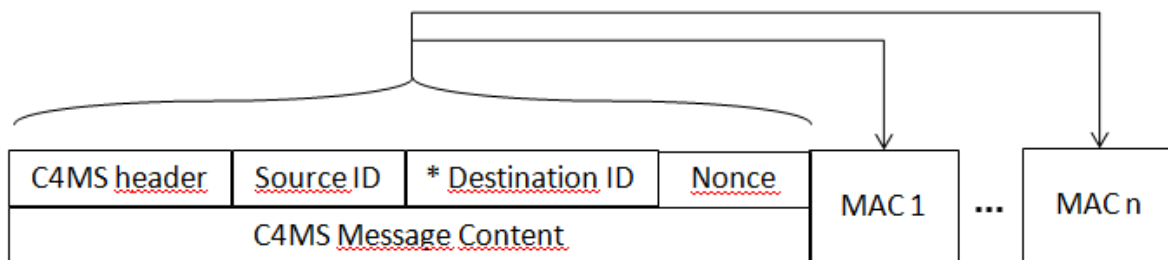 C4MS header Source ID * Destination ID Nonce
MAC 1 ... MAC n
C4MS Message Content